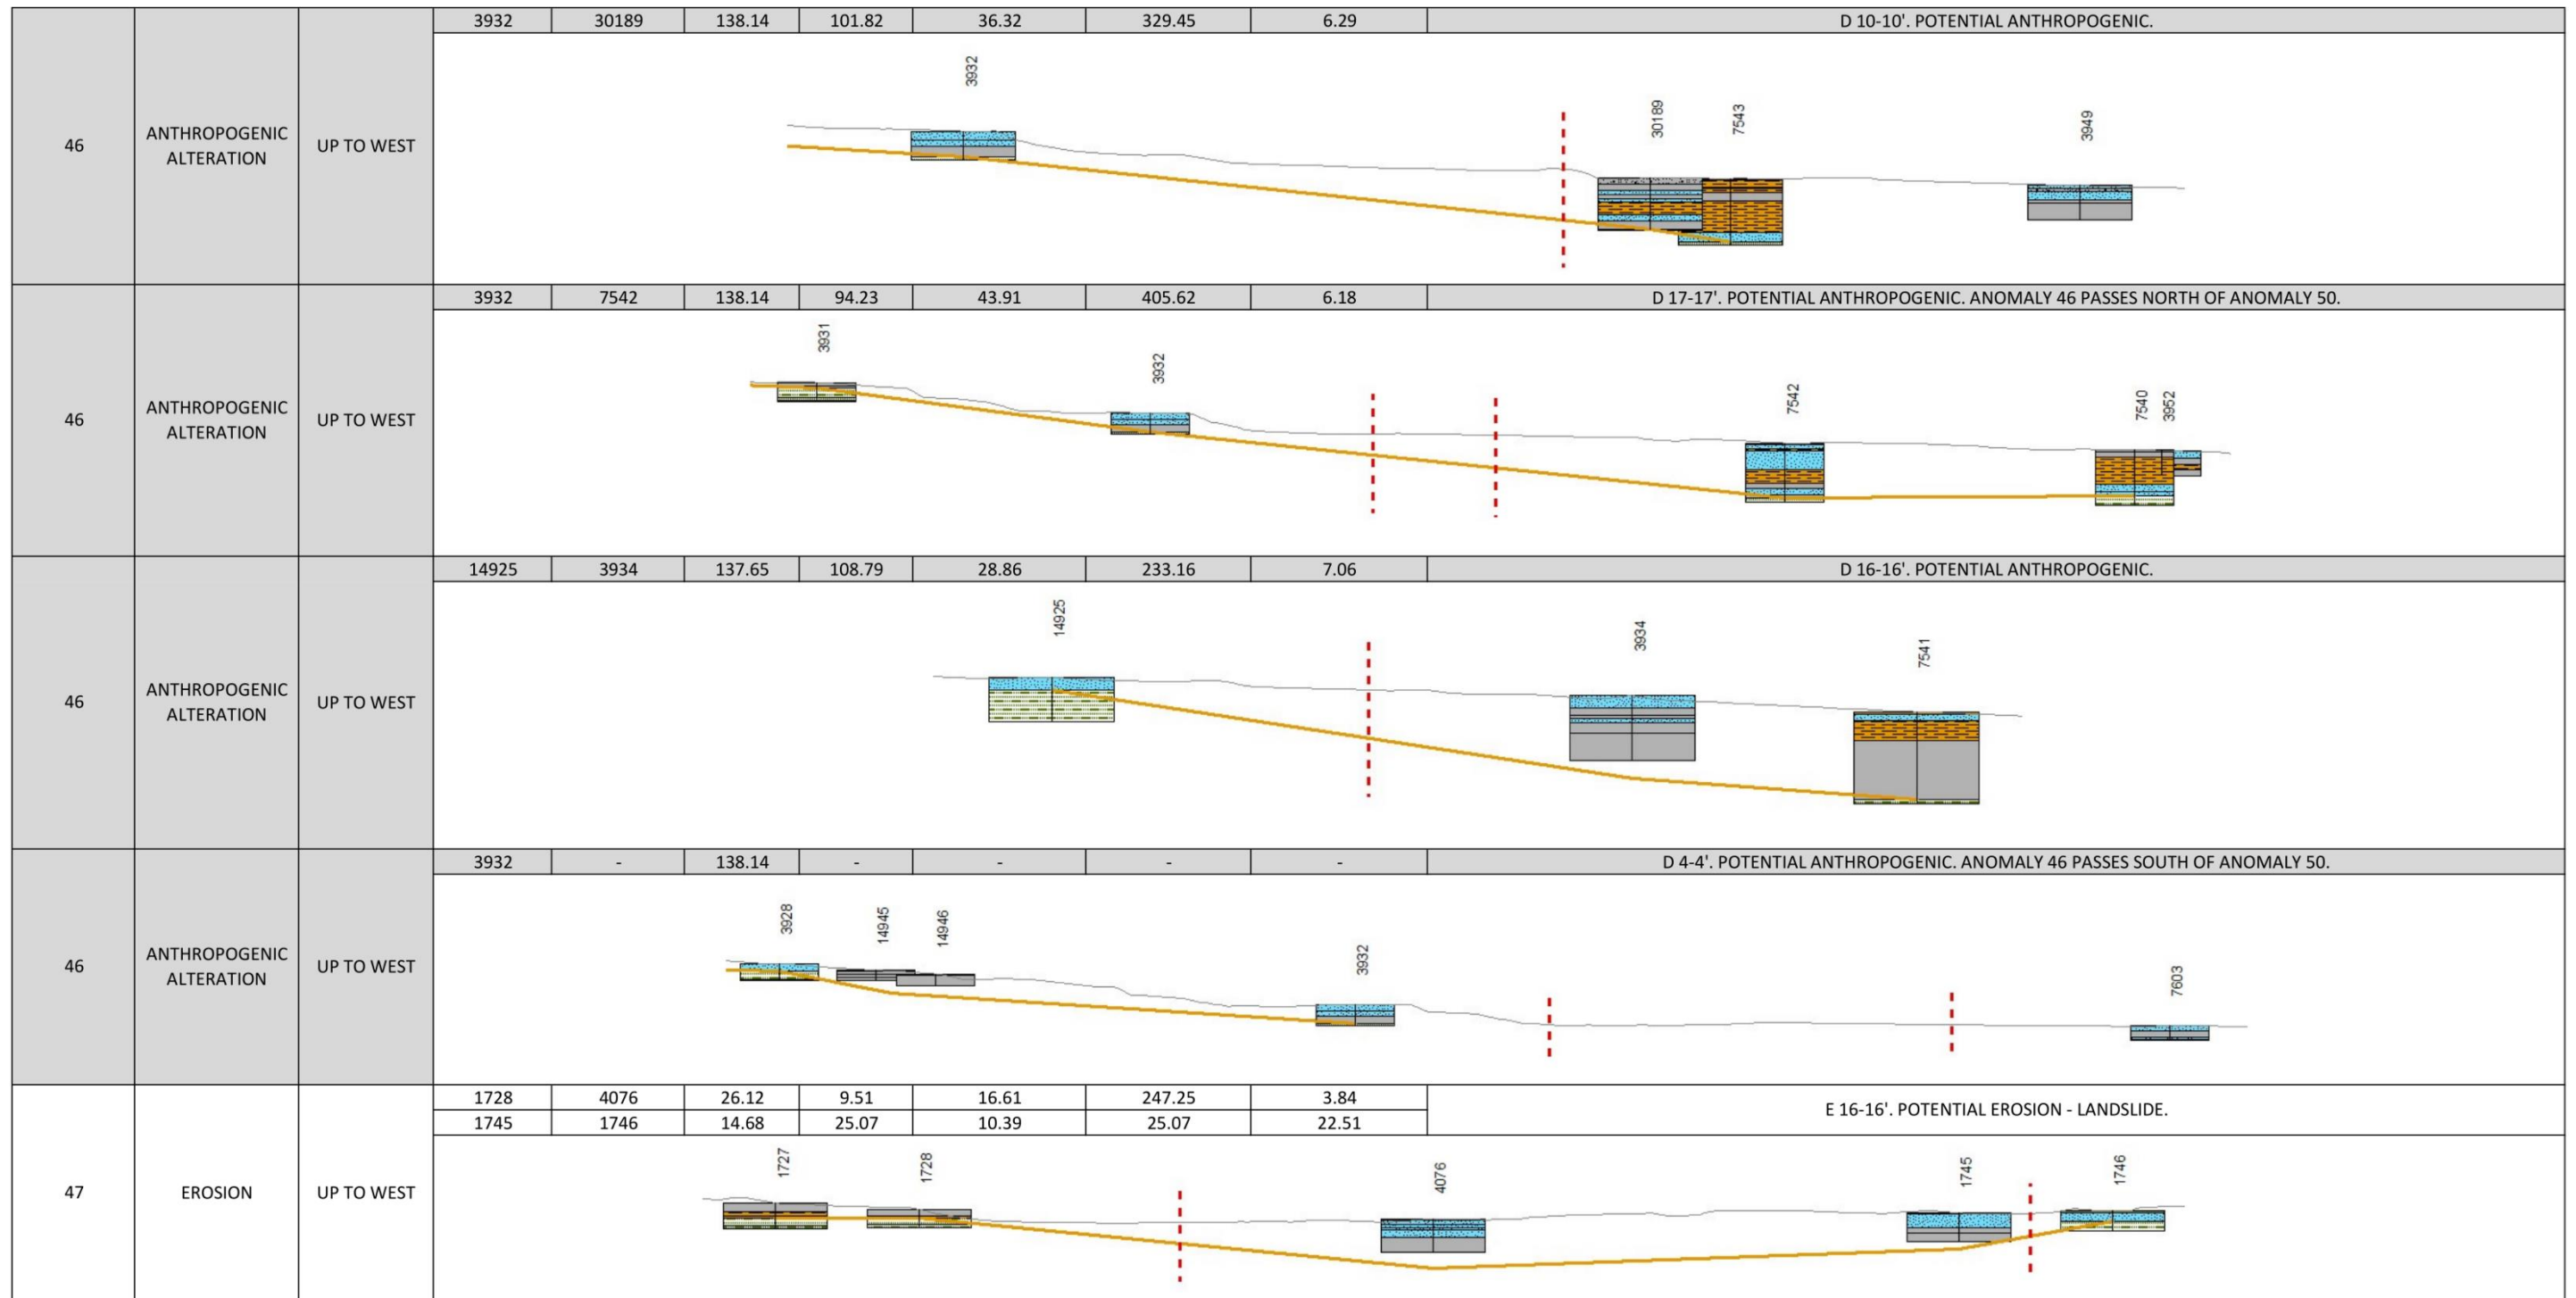 3932 30189 138.14 101.82 36.32 329.45 6.29 D 10-10'. POTENTIAL ANTHROPOGENIC.
46 ANTHROPOGENIC ALTERATION UP TO WEST
3932 30189 7543 3949
3932 7542 138.14 94.23 43.91 405.62 6.18 D 17-17'. POTENTIAL ANTHROPOGENIC. ANOMALY 46 PASSES NORTH OF ANOMALY 50.
46 ANTHROPOGENIC ALTERATION UP TO WEST
3931 3932 7542 7540 3952
14925 3934 137.65 108.79 28.86 233.16 7.06 D 16-16'. POTENTIAL ANTHROPOGENIC.
46 ANTHROPOGENIC ALTERATION UP TO WEST
14925 3934 7541
3932 - 138.14 - - - - D 4-4'. POTENTIAL ANTHROPOGENIC. ANOMALY 46 PASSES SOUTH OF ANOMALY 50.
46 ANTHROPOGENIC ALTERATION UP TO WEST
3928 14945 14946 3932 7603
1728 4076 26.12 9.51 16.61 247.25 3.84 E 16-16'. POTENTIAL EROSION - LANDSLIDE.
1745 1746 14.68 25.07 10.39 25.07 22.51
47 EROSION UP TO WEST
1727 1728 4076 1745 1746